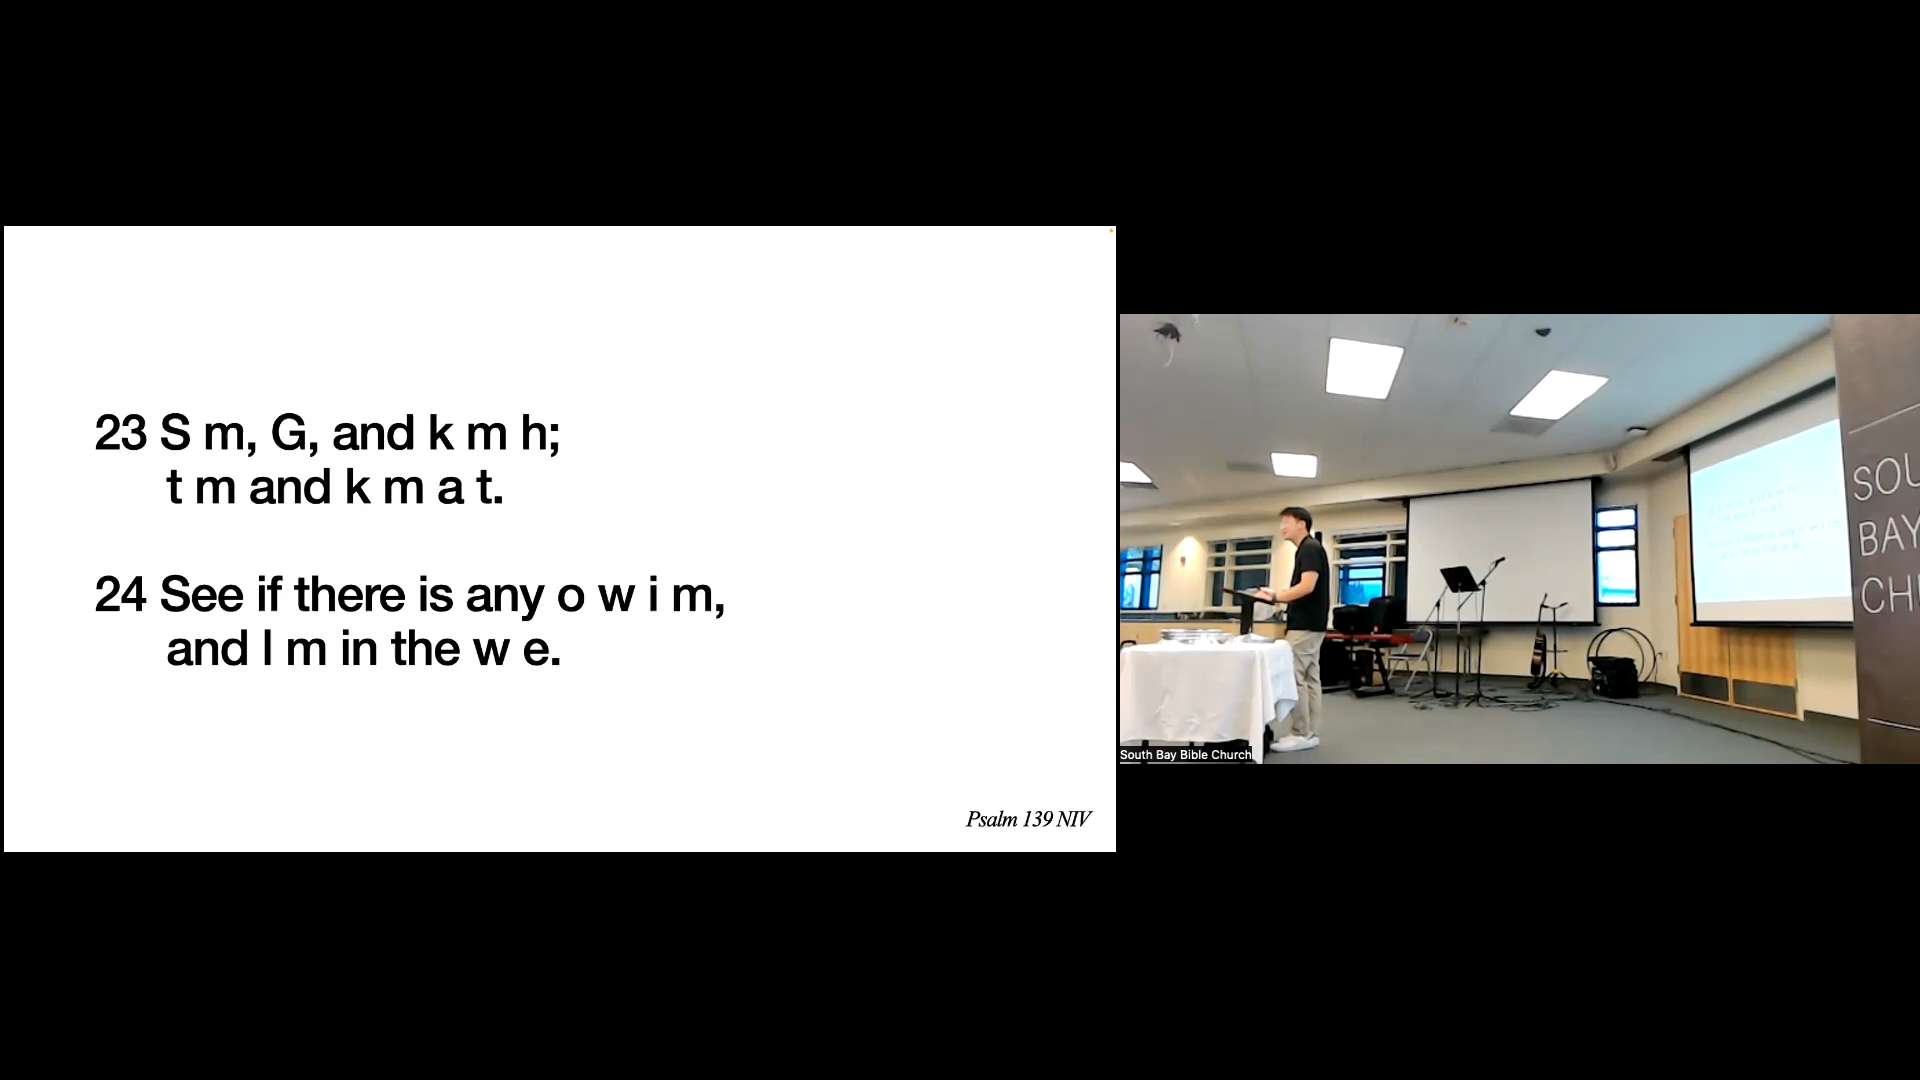 23 S m, G, and k m h;
t m and k m a t.
24 See if there is any o w i m,
and l m in the w e.
Psalm 139 NIV
South Bay Bible Church
SOU
BAY
CH